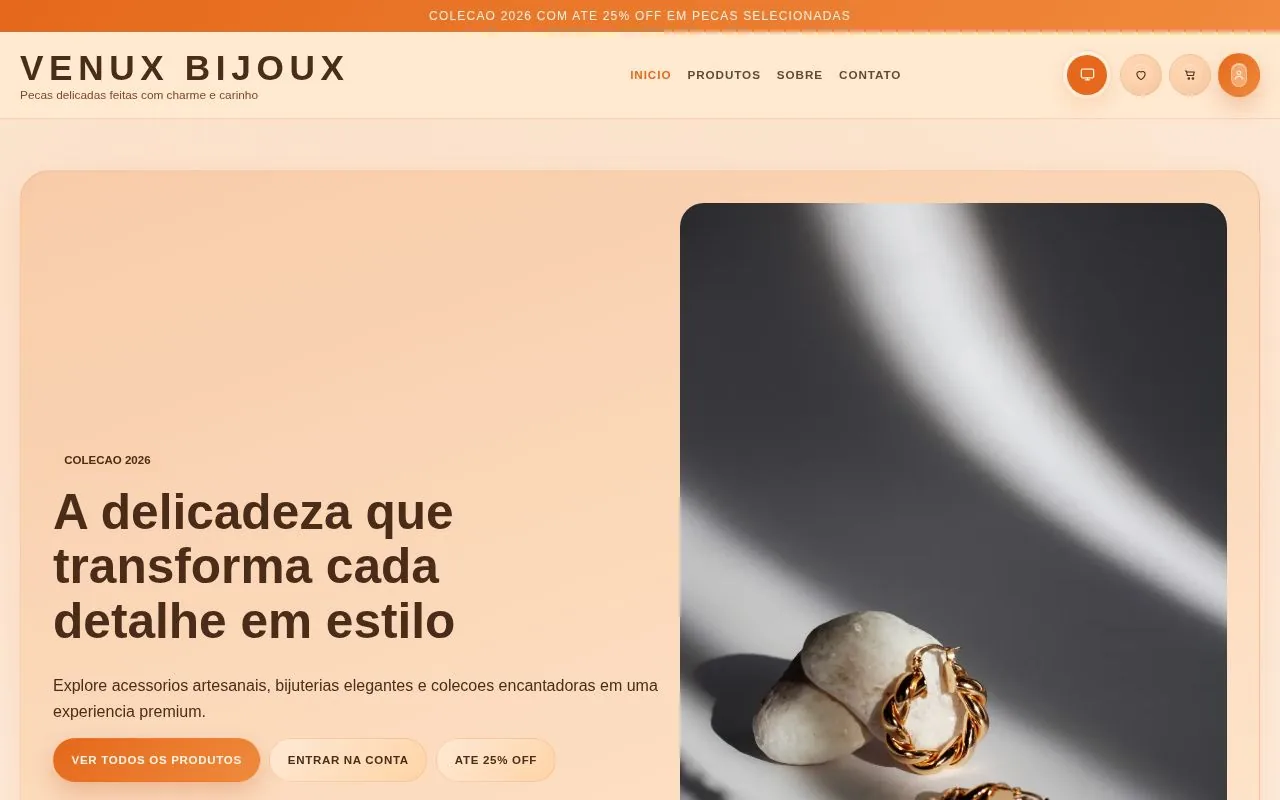 COLECAO 2026 COM ATE 25% OFF EM PECAS SELECIONADAS
VENUX BIJOUX
Pecas delicadas feitas com charme e carinho
INICIO PRODUTOS SOBRE CONTATO
COLECAO 2026
A delicadeza que
transforma cada
detalhe em estilo
Explore acessorios artesanais, bijuterias elegantes e colecoes encantadoras em uma
experiencia premium.
VER TODOS OS PRODUTOS ENTRAR NA CONTA ATE 25% OFF